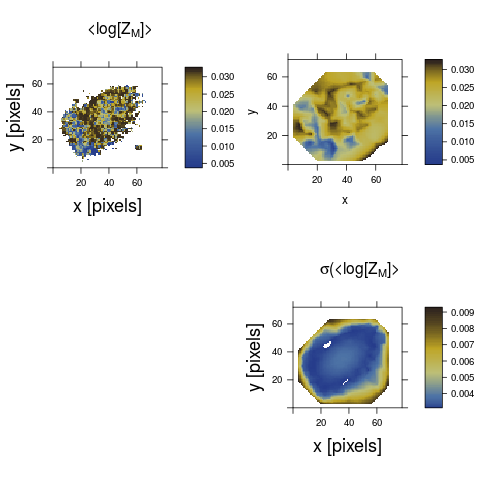 <log[Z_M]>
60
40
20
20 40 60
x [pixels]
y [pixels]
0.030
0.025
0.020
0.015
0.010
0.005
60
40
20
20 40 60
x
y
0.030
0.025
0.020
0.015
0.010
0.005
σ(<log[Z_M]>
60
40
20
20 40 60
x [pixels]
y [pixels]
0.009
0.008
0.007
0.006
0.005
0.004